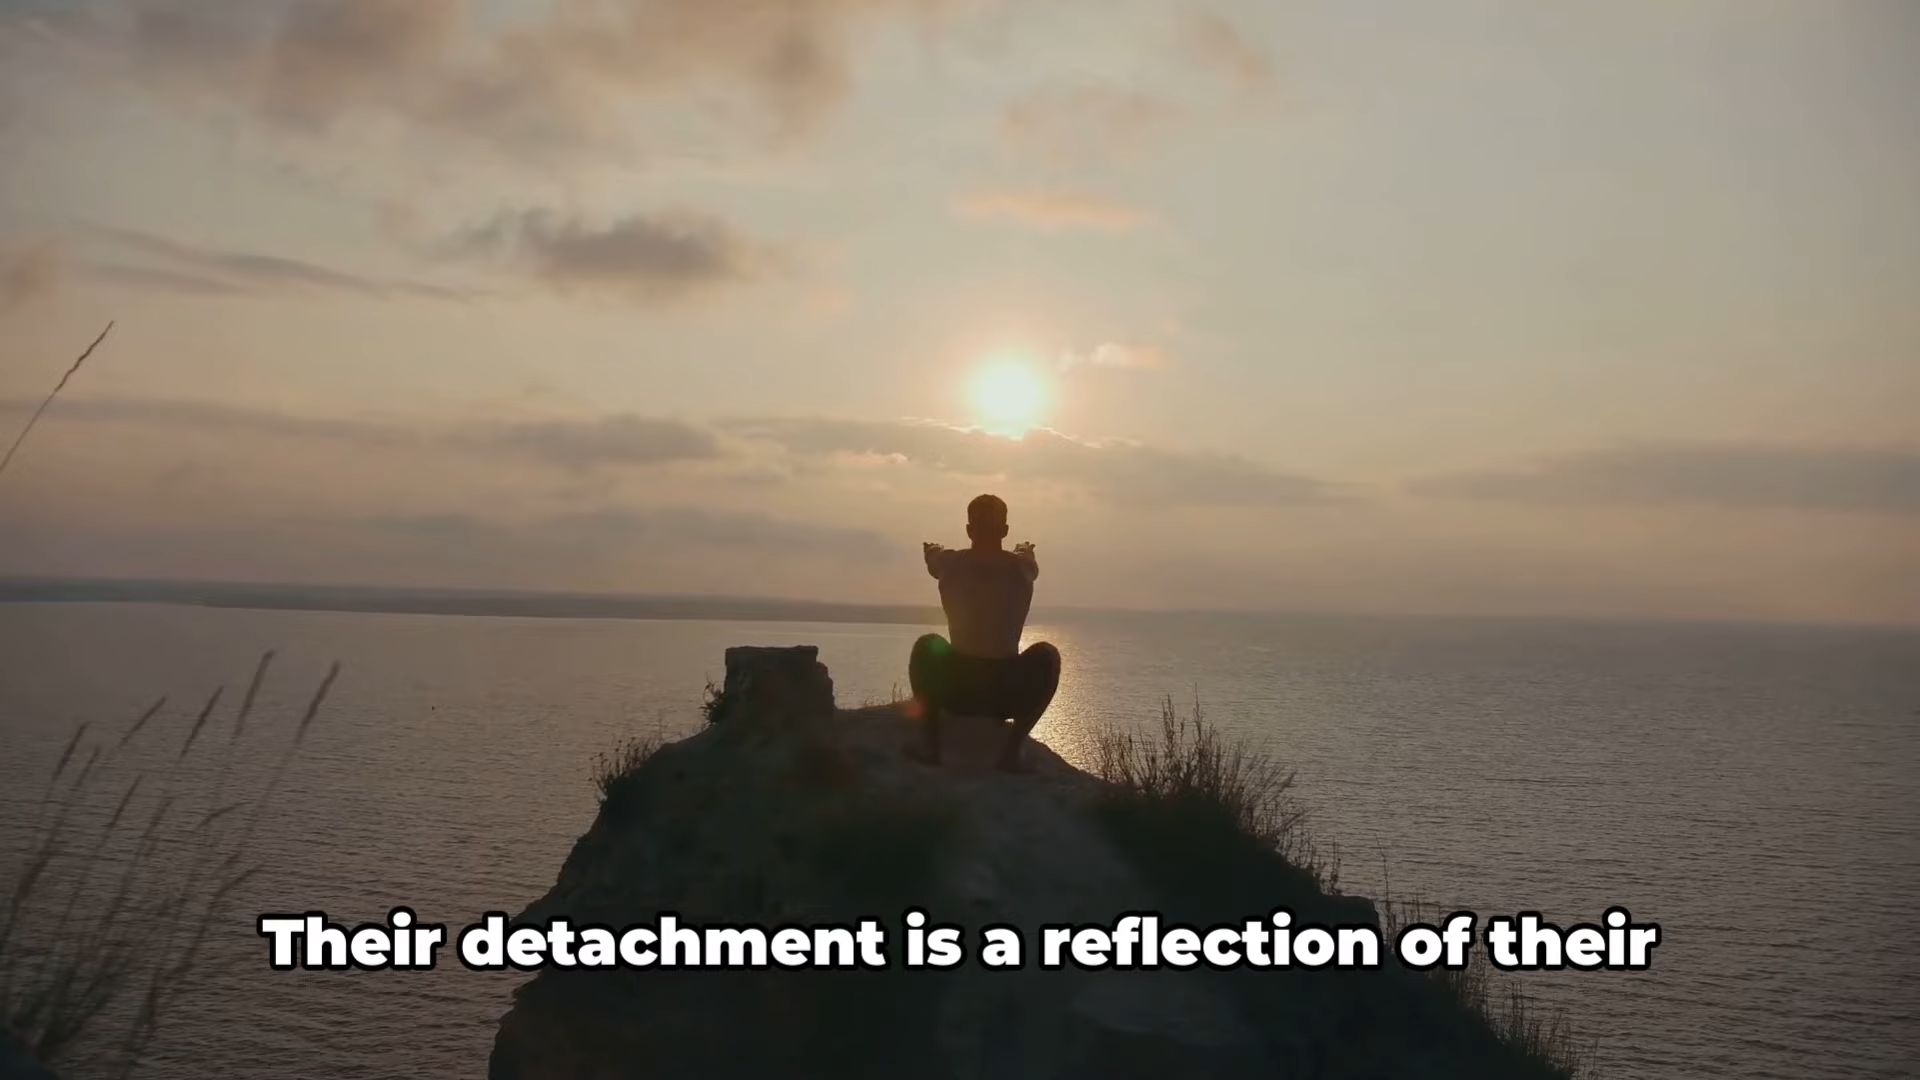 Their detachment is a reflection of their